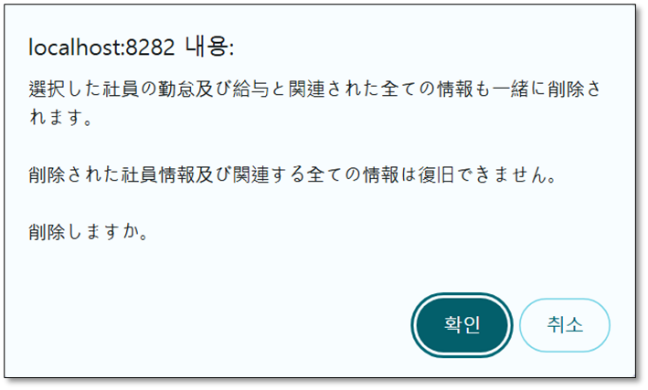 localhost:8282 내용:
選択した社員の勤怠及び給与と関連された全ての情報も一緒に削除さ
れます。
削除された社員情報及び関連する全ての情報は復旧できません。
削除しますか。
확인 취소